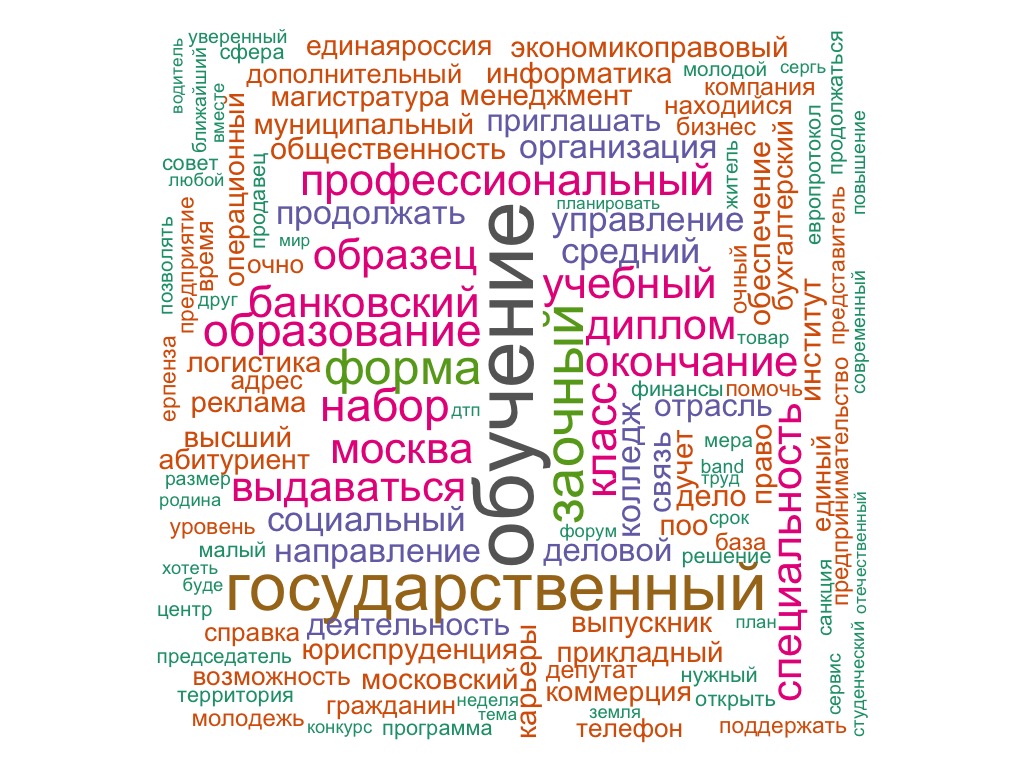 уверенный
сфера
единаяроссия
экономикоправовый
водитель
ближайший
вместе
дополнительный
информатика
молодой
сергь
продолжаться
магистратура
менеджмент
компания
находийся
муниципальный
приглашать
бизнес
операционный
общественность
организация
совет
любой
продавец
профессиональный
житель
обеспечение
бухгалтерский
европротокол
повышение
планировать
продолжать
управление
позволять
предприятие
время
мир
очно
образец
средний
очный
представитель
друг
банковский
учебный
образование
обучение
заочный
диплом
товар
институт
современный
логистика
форма
окончание
ерпенза
адрес
реклама
набор
дтп
класс
финансы
помочь
отрасль
высший
москва
колледж
связь
учет
мера
право
специальность
единый
предпринимательство
абитуриент
band
труд
размер
выдаваться
дело
родина
уровень
социальный
форум
поо
срок
малый
направление
деловой
решение
база
отечественный
хотеть
буде
государственный
санкция
центр
справка
деятельность
выпускник
план
председатель
юриспруденция
карьеры
прикладный
возможность
московский
депутат
нужный
территория
коммерция
открыть
сервис
студенческий
молодежь
гражданин
неделя
тема
земля
конкурс
программа
телефон
поддержать